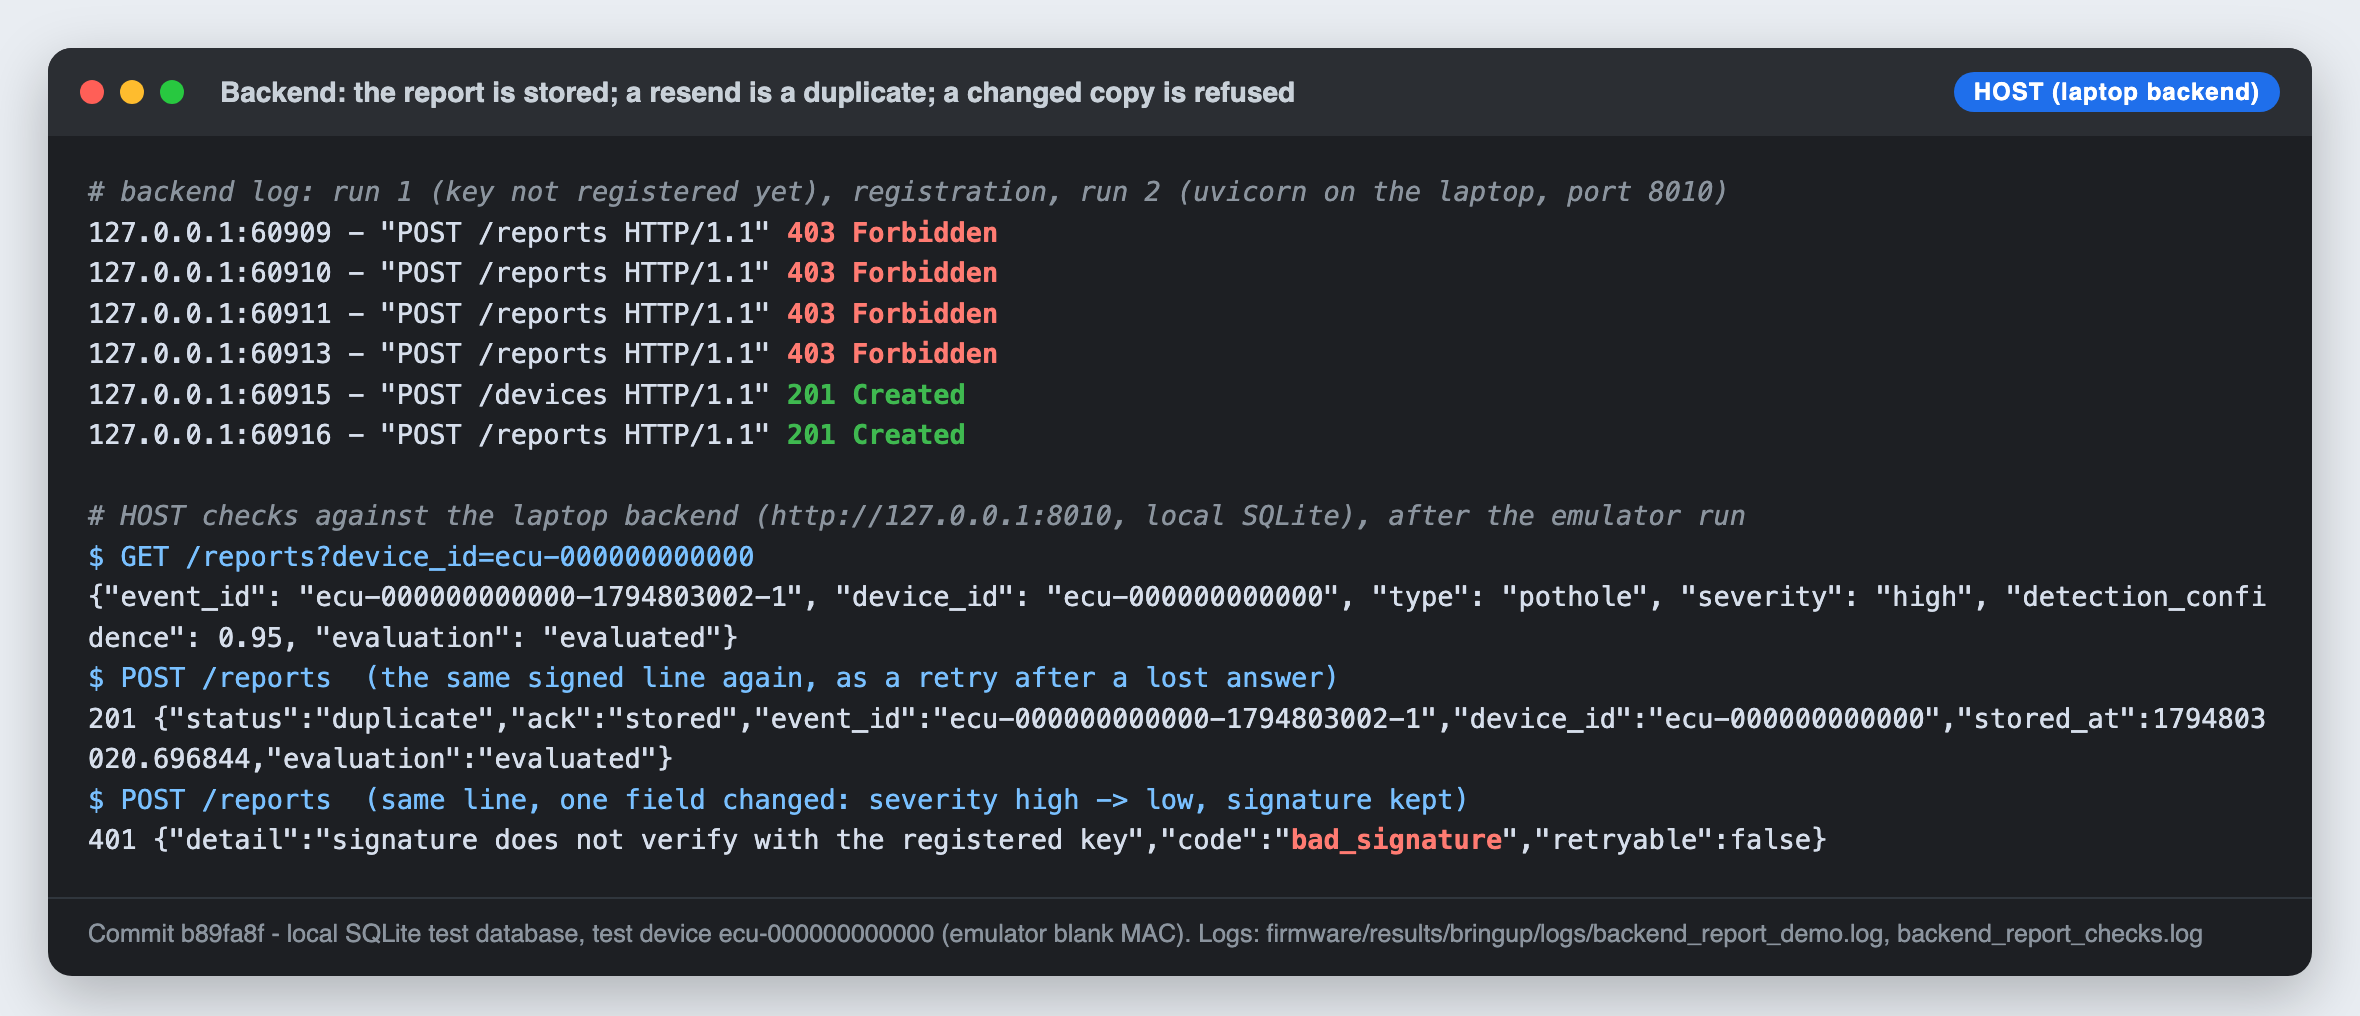 Backend: the report is stored; a resend is a duplicate; a changed copy is refused
HOST (laptop backend)
# backend log: run 1 (key not registered yet), registration, run 2 (uvicorn on the laptop, port 8010)
127.0.0.1:60909 – "POST /reports HTTP/1.1" 403 Forbidden
127.0.0.1:60910 – "POST /reports HTTP/1.1" 403 Forbidden
127.0.0.1:60911 – "POST /reports HTTP/1.1" 403 Forbidden
127.0.0.1:60913 – "POST /reports HTTP/1.1" 403 Forbidden
127.0.0.1:60915 – "POST /devices HTTP/1.1" 201 Created
127.0.0.1:60916 – "POST /reports HTTP/1.1" 201 Created
# HOST checks against the laptop backend (http://127.0.0.1:8010, local SQLite), after the emulator run
$ GET /reports?device_id=ecu-000000000000
{"event_id": "ecu-000000000000-1794803002-1", "device_id": "ecu-000000000000", "type": "pothole", "severity": "high", "detection_confi
dence": 0.95, "evaluation": "evaluated"}
$ POST /reports  (the same signed line again, as a retry after a lost answer)
201 {"status":"duplicate","ack":"stored","event_id":"ecu-000000000000-1794803002-1","device_id":"ecu-000000000000","stored_at":1794803
020.696844,"evaluation":"evaluated"}
$ POST /reports  (same line, one field changed: severity high -> low, signature kept)
401 {"detail":"signature does not verify with the registered key","code":"bad_signature","retryable":false}
Commit b89fa8f - local SQLite test database, test device ecu-000000000000 (emulator blank MAC). Logs: firmware/results/bringup/logs/backend_report_demo.log, backend_report_checks.log